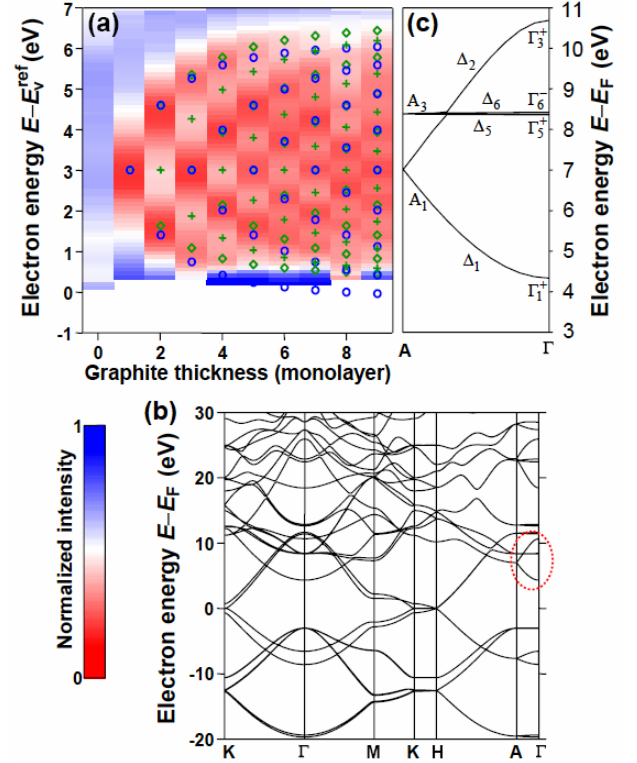 (a)
Electron energy E–E_v^ref (eV)
7
6
5
4
3
2
1
0
-1
0 2 4 6 8
Graphite thickness (monolayer)
(c)
Electron energy E–E_F (eV)
11
10
9
8
7
6
5
4
3
Γ₃⁺
Δ₂
A₃ Δ₆ Γ₆⁻
Δ₅ Γ₅⁺
A₁
Δ₁
Γ₁⁺
A Γ
Normalized intensity
1
0
(b)
Electron energy E–E_F (eV)
30
20
10
0
-10
-20
K Γ M K H A Γ